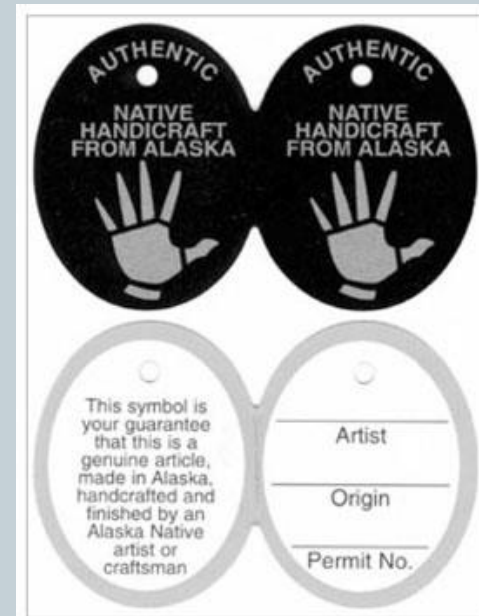 AUTHENTIC
NATIVE
HANDICRAFT
FROM ALASKA
AUTHENTIC
NATIVE
HANDICRAFT
FROM ALASKA
This symbol is
your guarantee
that this is a
genuine article,
made in Alaska,
handcrafted and
finished by an
Alaska Native
artist or
craftsman
Artist
Origin
Permit No.